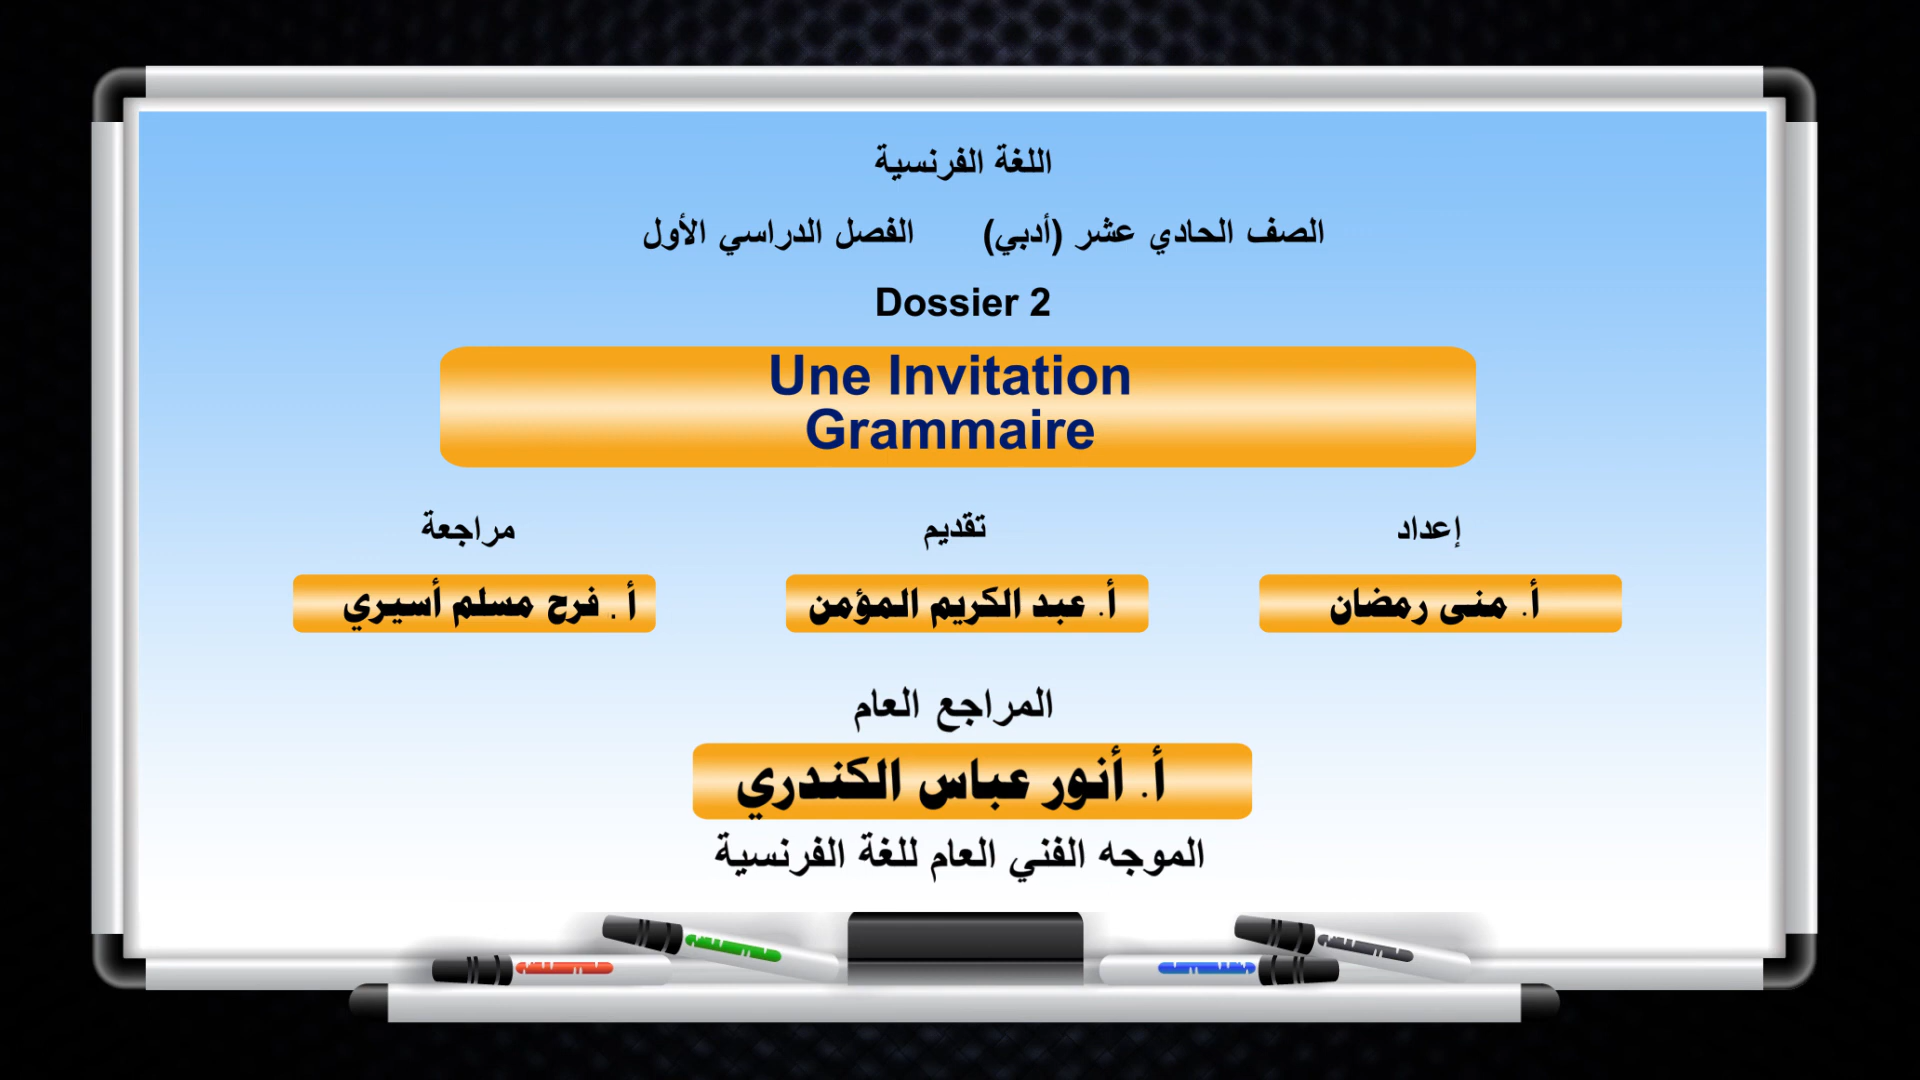 اللغة الفرنسية
الصف الحادي عشر (أدبي) الفصل الدراسي الأول
Dossier 2
Une Invitation
Grammaire
إعداد تقديم مراجعة
أ. منى رمضان أ. عبد الكريم المؤمن أ. فرح مسلم أسيري
المراجع العام
أ. أنور عباس الكندري
الموجه الفني العام للغة الفرنسية